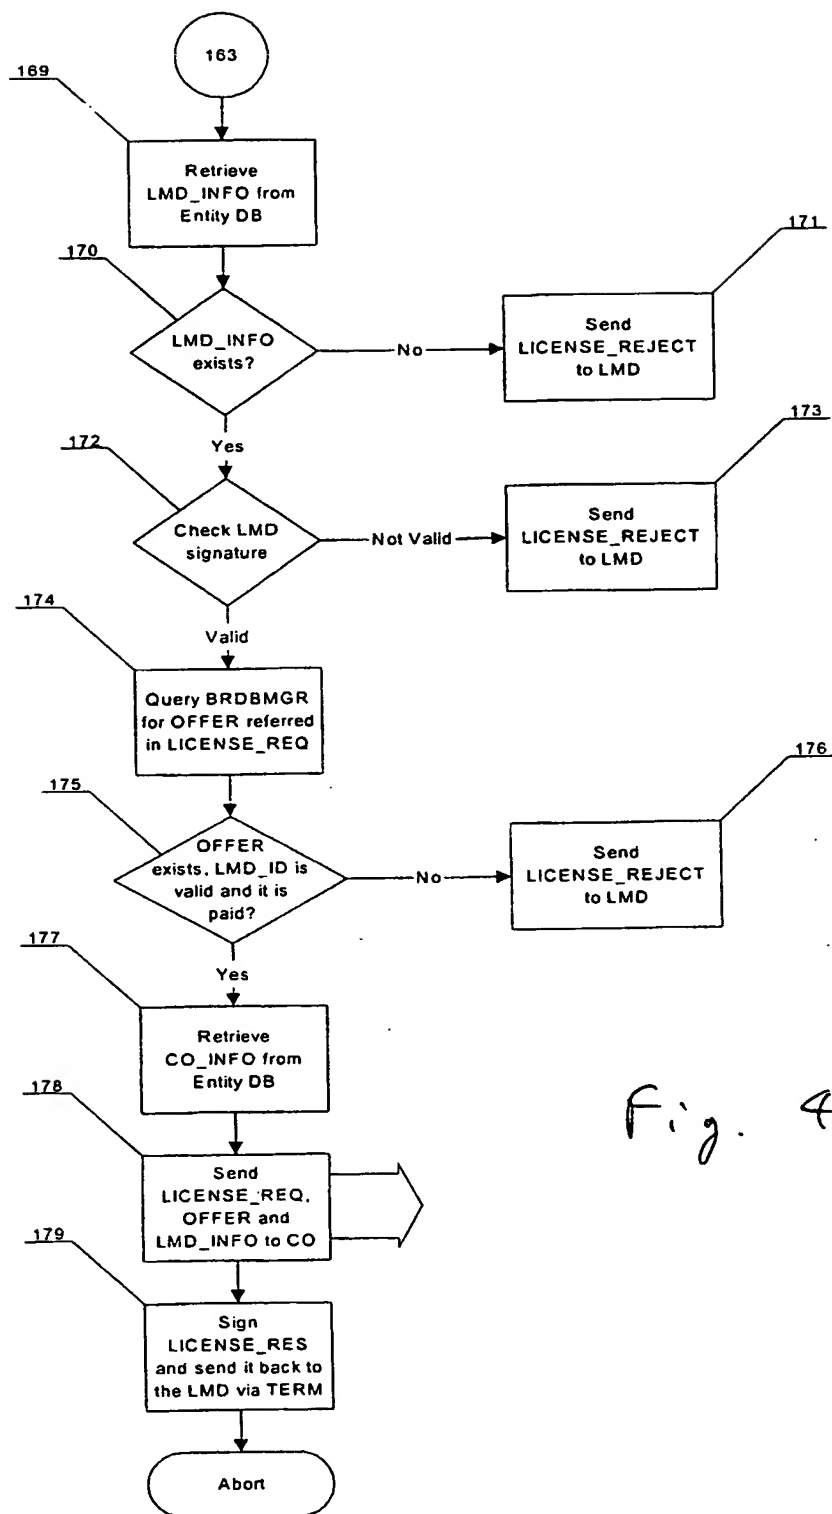 163
169
Retrieve
LMD_INFO from
Entity DB
170
171
LMD_INFO
exists?
No
Send
LICENSE_REJECT
to LMD
Yes
172
173
Check LMD
signature
Not Valid
Send
LICENSE_REJECT
to LMD
Valid
174
Query BRDBMGR
for OFFER referred
in LICENSE_REQ
175
176
OFFER
exists, LMD_ID is
valid and it is
paid?
No
Send
LICENSE_REJECT
to LMD
Yes
177
Retrieve
CO_INFO from
Entity DB
178
Send
LICENSE_REQ,
OFFER and
LMD_INFO to CO
Fig. 4
179
Sign
LICENSE_RES
and send it back to
the LMD via TERM
Abort